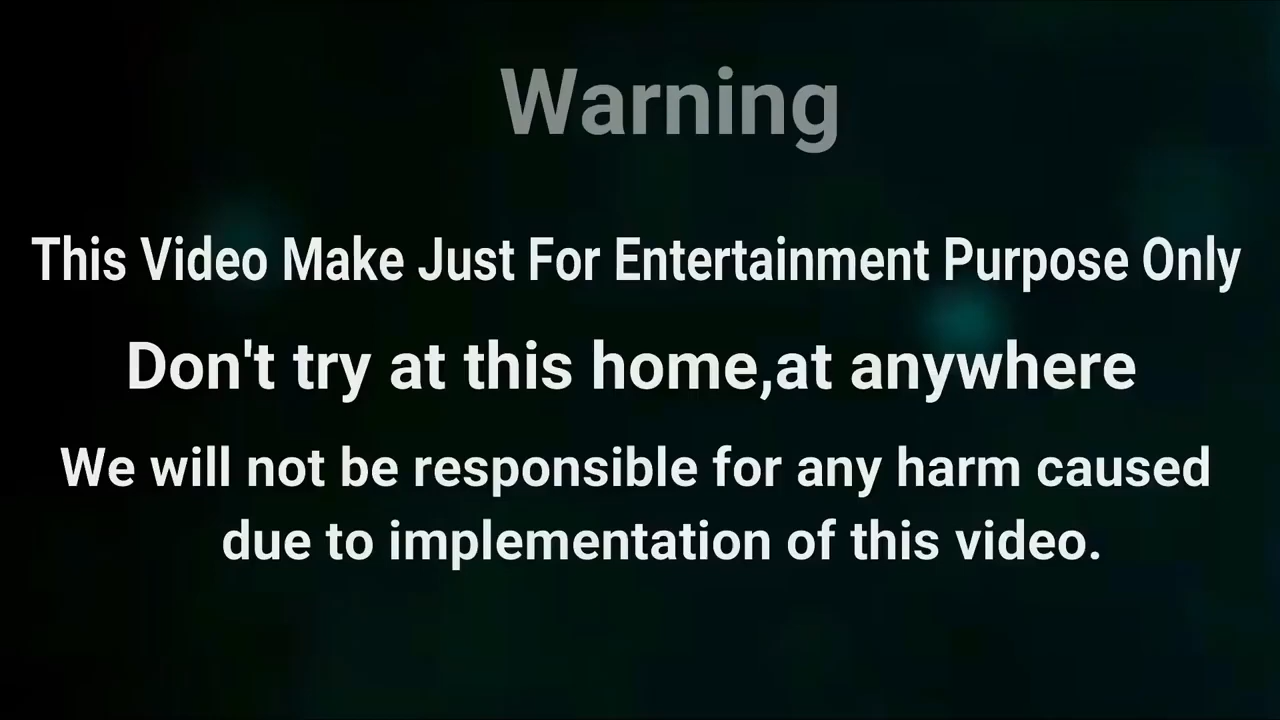 Warning
This Video Make Just For Entertainment Purpose Only
Don't try at this home,at anywhere
We will not be responsible for any harm caused
due to implementation of this video.